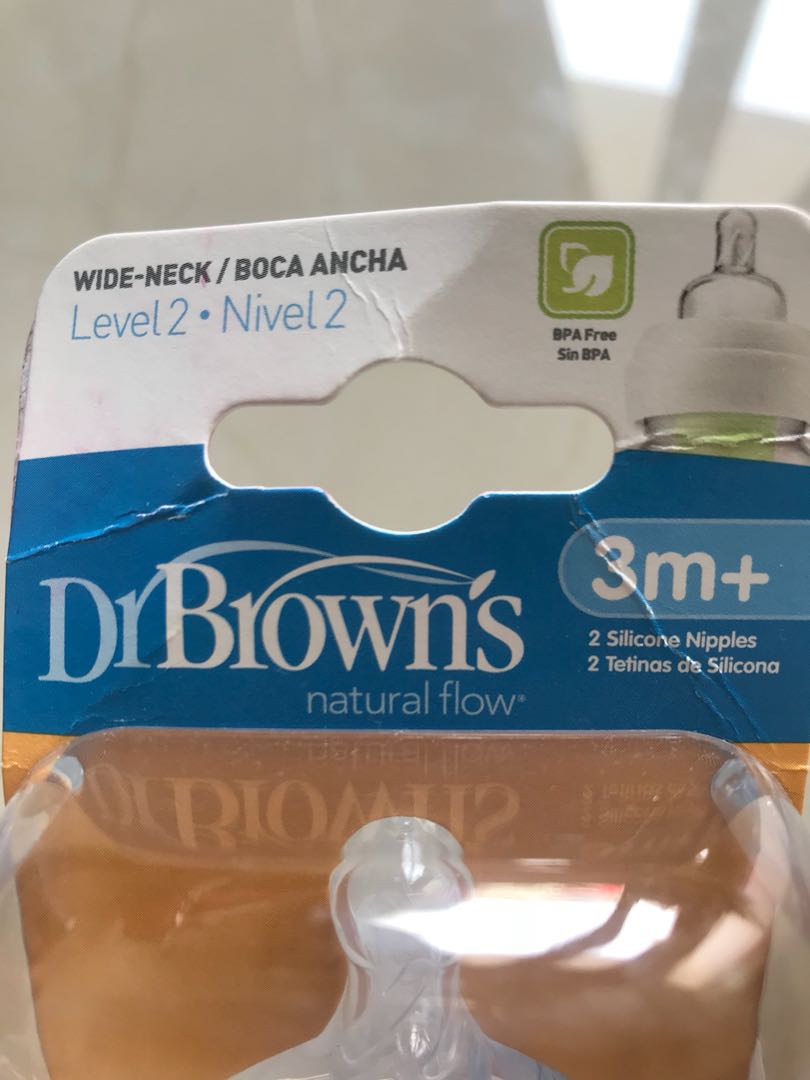 WIDE-NECK / BOCA ANCHA
Level 2 • Nivel 2
BPA Free
Sin BPA
Dr Brown's
natural flow®
3m+
2 Silicone Nipples
2 Tetinas de Silicona